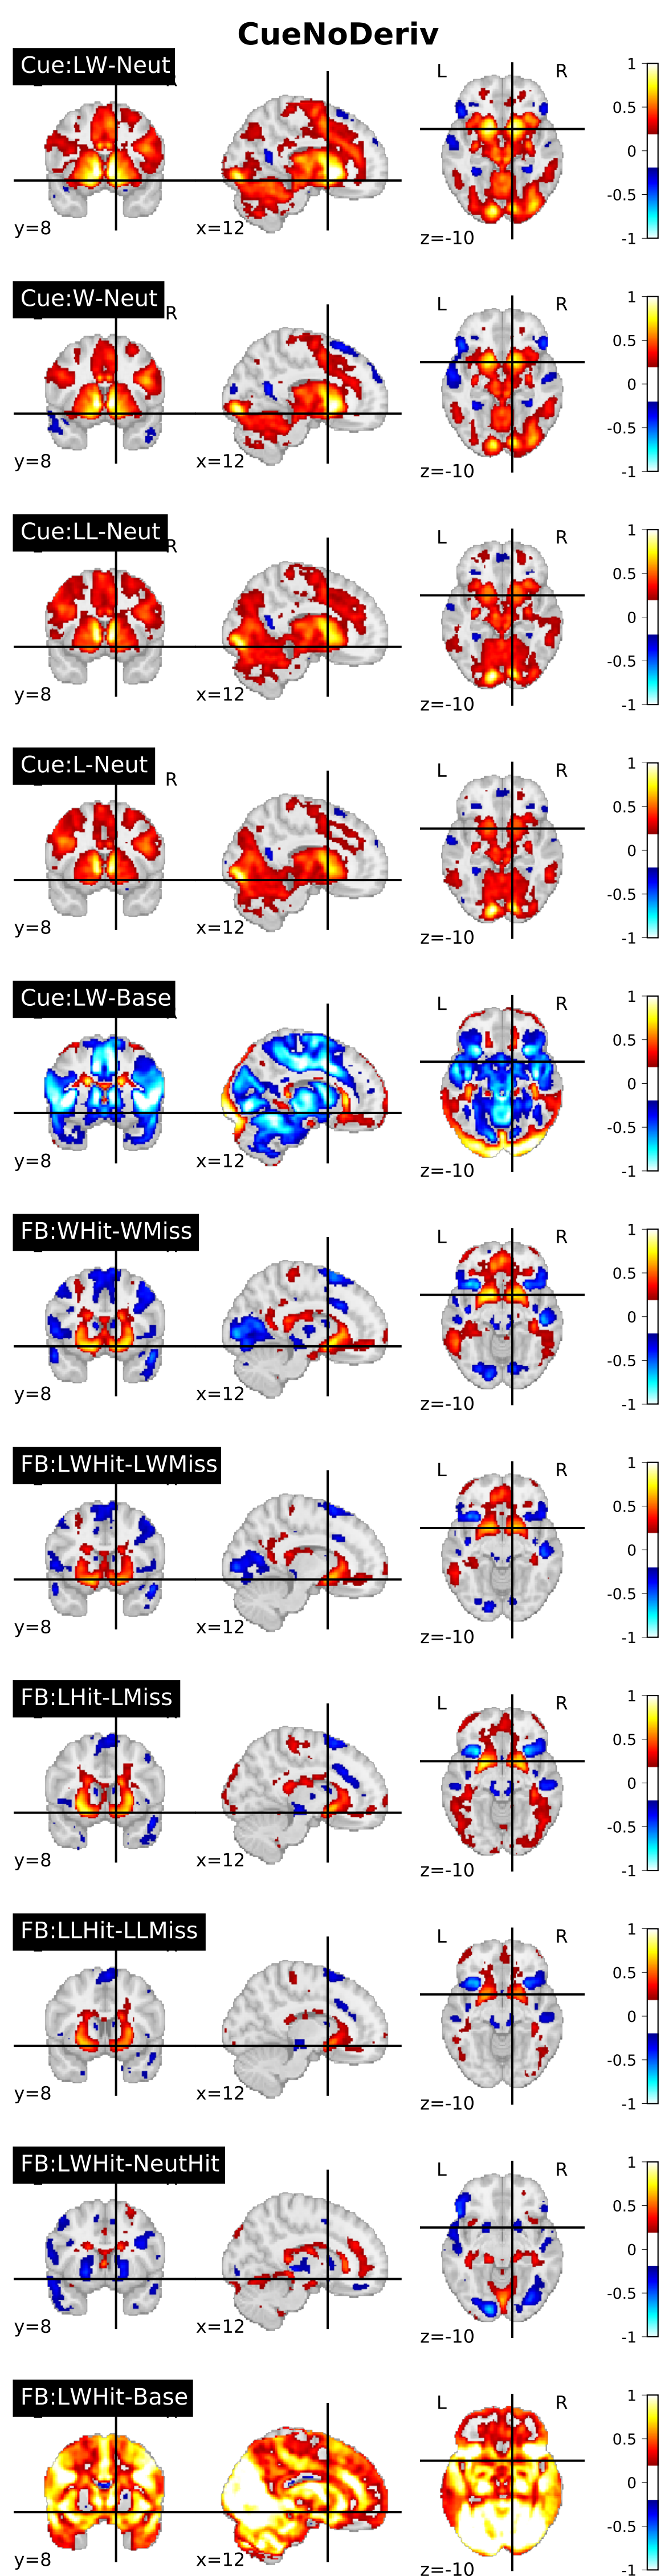 CueNoDeriv
Cue:LW-Neut
L R
1
0.5
0
-0.5
-1
y=8 x=12 z=-10
Cue:W-Neut
R L R
1
0.5
0
-0.5
-1
y=8 x=12 z=-10
Cue:LL-Neut
R L R
1
0.5
0
-0.5
-1
y=8 x=12 z=-10
Cue:L-Neut
R L R
1
0.5
0
-0.5
-1
y=8 x=12 z=-10
Cue:LW-Base
L R
1
0.5
0
-0.5
-1
y=8 x=12 z=-10
FB:WHit-WMiss
L R
1
0.5
0
-0.5
-1
y=8 x=12 z=-10
FB:LWHit-LWMiss
L R
1
0.5
0
-0.5
-1
y=8 x=12 z=-10
FB:LHit-LMiss
L R
1
0.5
0
-0.5
-1
y=8 x=12 z=-10
FB:LLHit-LLMiss
L R
1
0.5
0
-0.5
-1
y=8 x=12 z=-10
FB:LWHit-NeutHit
L R
1
0.5
0
-0.5
-1
y=8 x=12 z=-10
FB:LWHit-Base
L R
1
0.5
0
-0.5
-1
y=8 x=12 z=-10